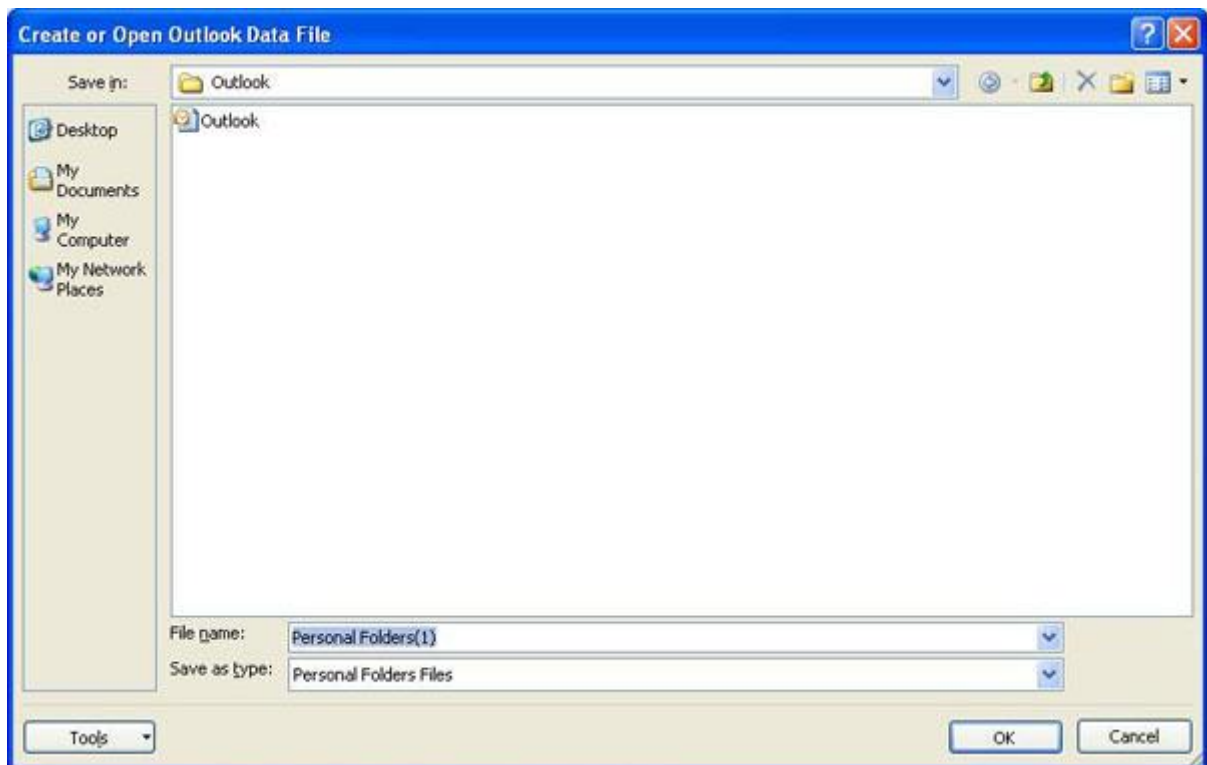 Create or Open Outlook Data File
Save in:
Outlook
Desktop
My
Documents
My
Computer
My Network
Places
Outlook
File name:
Personal Folders(1)
Save as type:
Personal Folders Files
Tools
OK
Cancel